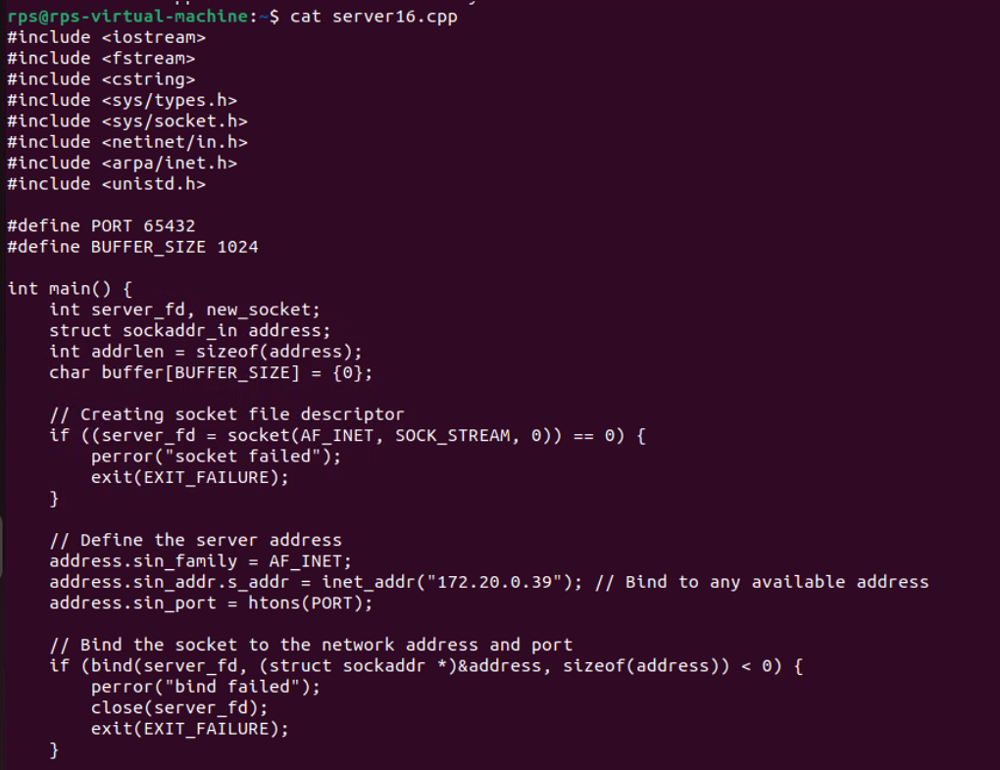 rps@rps-virtual-machine:~$ cat server16.cpp
#include <iostream>
#include <fstream>
#include <cstring>
#include <sys/types.h>
#include <sys/socket.h>
#include <netinet/in.h>
#include <arpa/inet.h>
#include <unistd.h>

#define PORT 65432
#define BUFFER_SIZE 1024

int main() {
    int server_fd, new_socket;
    struct sockaddr_in address;
    int addrlen = sizeof(address);
    char buffer[BUFFER_SIZE] = {0};

    // Creating socket file descriptor
    if ((server_fd = socket(AF_INET, SOCK_STREAM, 0)) == 0) {
        perror("socket failed");
        exit(EXIT_FAILURE);
    }

    // Define the server address
    address.sin_family = AF_INET;
    address.sin_addr.s_addr = inet_addr("172.20.0.39"); // Bind to any available address
    address.sin_port = htons(PORT);

    // Bind the socket to the network address and port
    if (bind(server_fd, (struct sockaddr *)&address, sizeof(address)) < 0) {
        perror("bind failed");
        close(server_fd);
        exit(EXIT_FAILURE);
    }